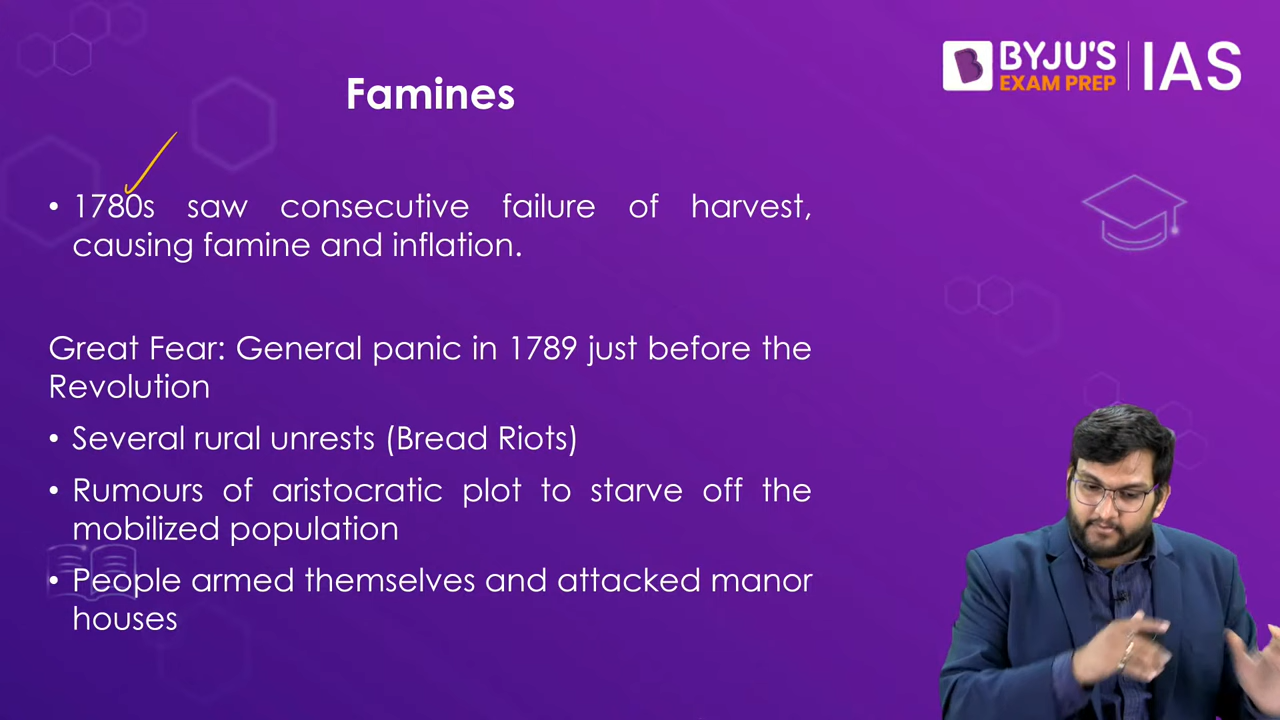 BYJU'S
EXAM PREP
IAS
Famines
• 1780s saw consecutive failure of harvest,
causing famine and inflation.
Great Fear: General panic in 1789 just before the
Revolution
• Several rural unrests (Bread Riots)
• Rumours of aristocratic plot to starve off the
mobilized population
• People armed themselves and attacked manor
houses